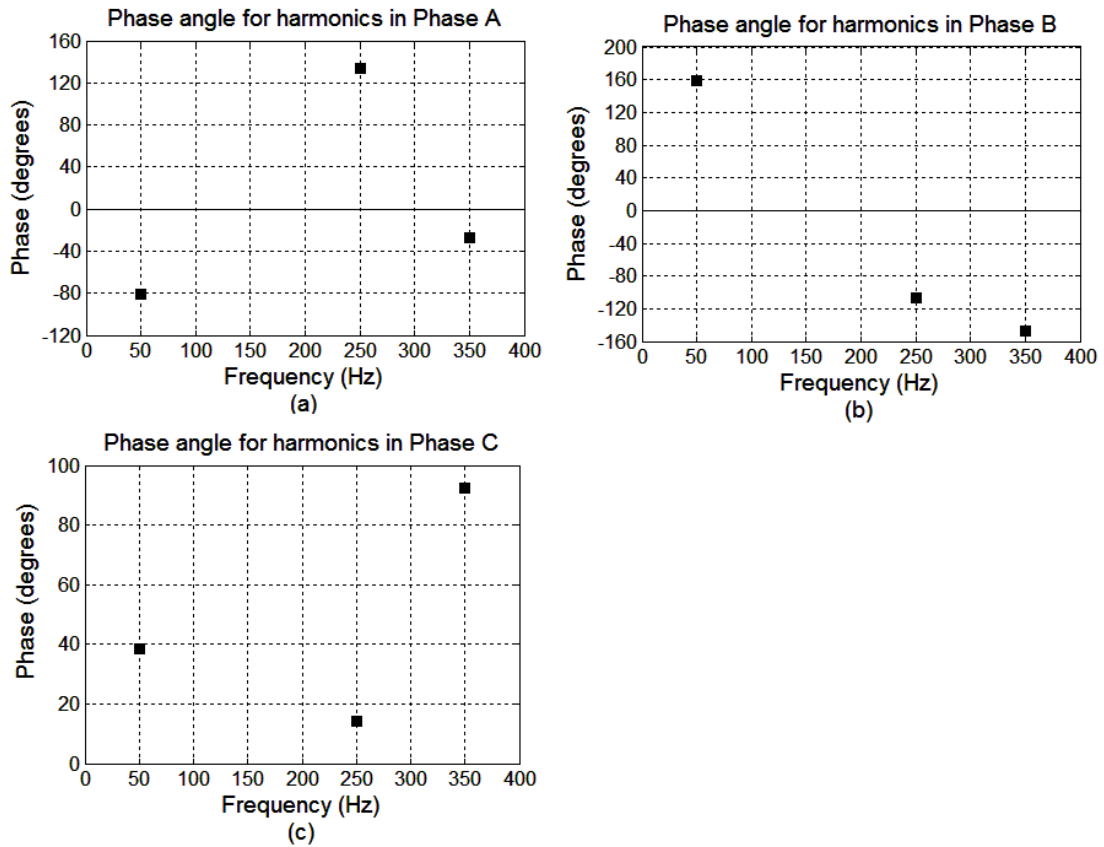 Phase angle for harmonics in Phase A
Phase (degrees)
160
120
80
40
0
-40
-80
-120
0 50 100 150 200 250 300 350 400
Frequency (Hz)
(a)
Phase angle for harmonics in Phase B
Phase (degrees)
200
160
120
80
40
0
-40
-80
-120
-160
0 50 100 150 200 250 300 350 400
Frequency (Hz)
(b)
Phase angle for harmonics in Phase C
Phase (degrees)
100
80
60
40
20
0
0 50 100 150 200 250 300 350 400
Frequency (Hz)
(c)